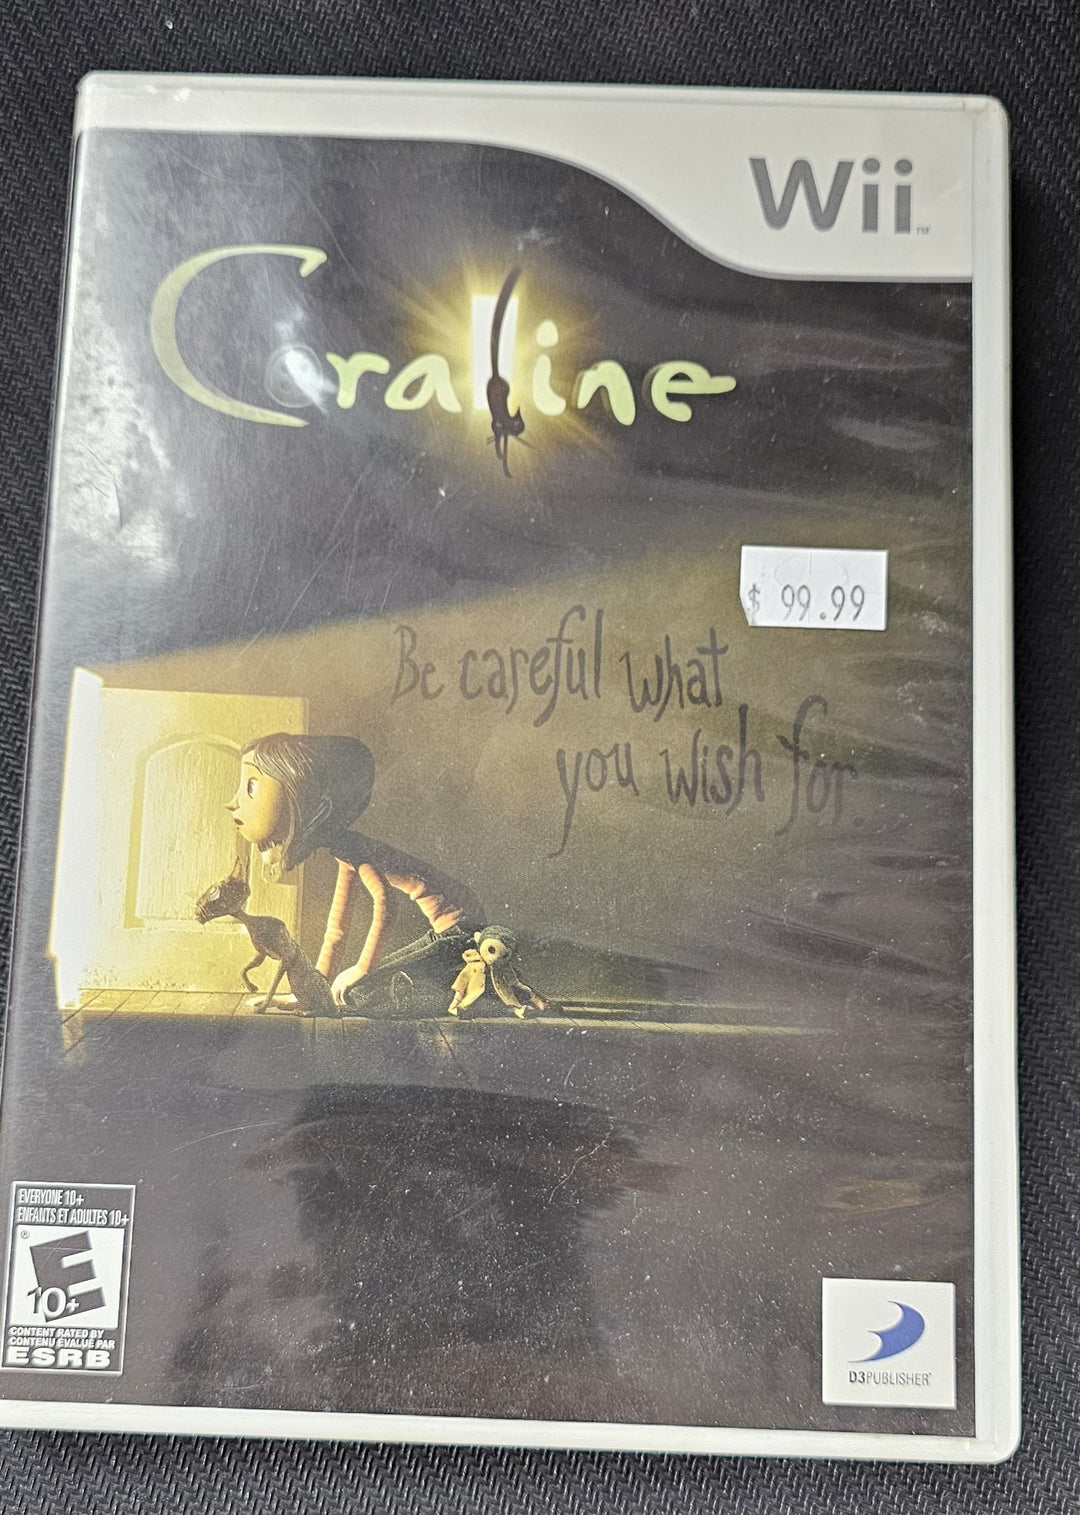 Wii™
Coraline
$ 99.99
Be careful what
you wish for.
EVERYONE 10+
ENFANTS ET ADULTES 10+
®
E
10+
CONTENT RATED BY
CONTENU ÉVALUÉ PAR
ESRB
D3PUBLISHER®